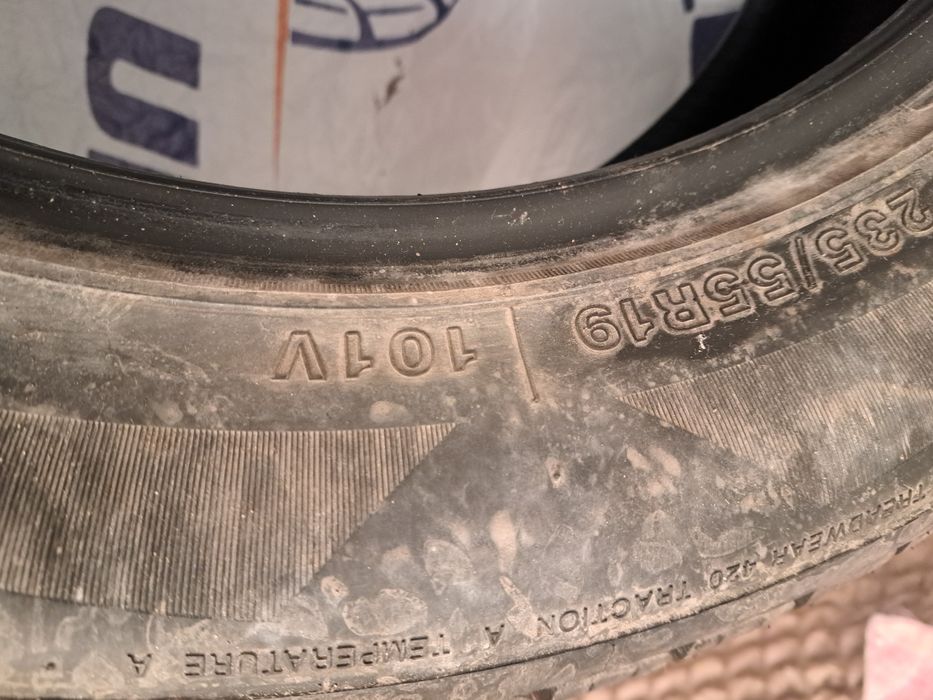 235/55R19 101V
TREADWEAR 420 TRACTION A TEMPERATURE A